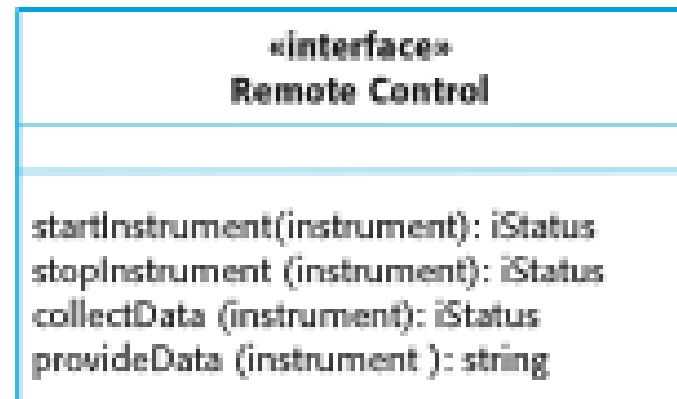 «interface»
Remote Control
startInstrument(instrument): iStatus
stopInstrument (instrument): iStatus
collectData (instrument): iStatus
provideData (instrument ): string